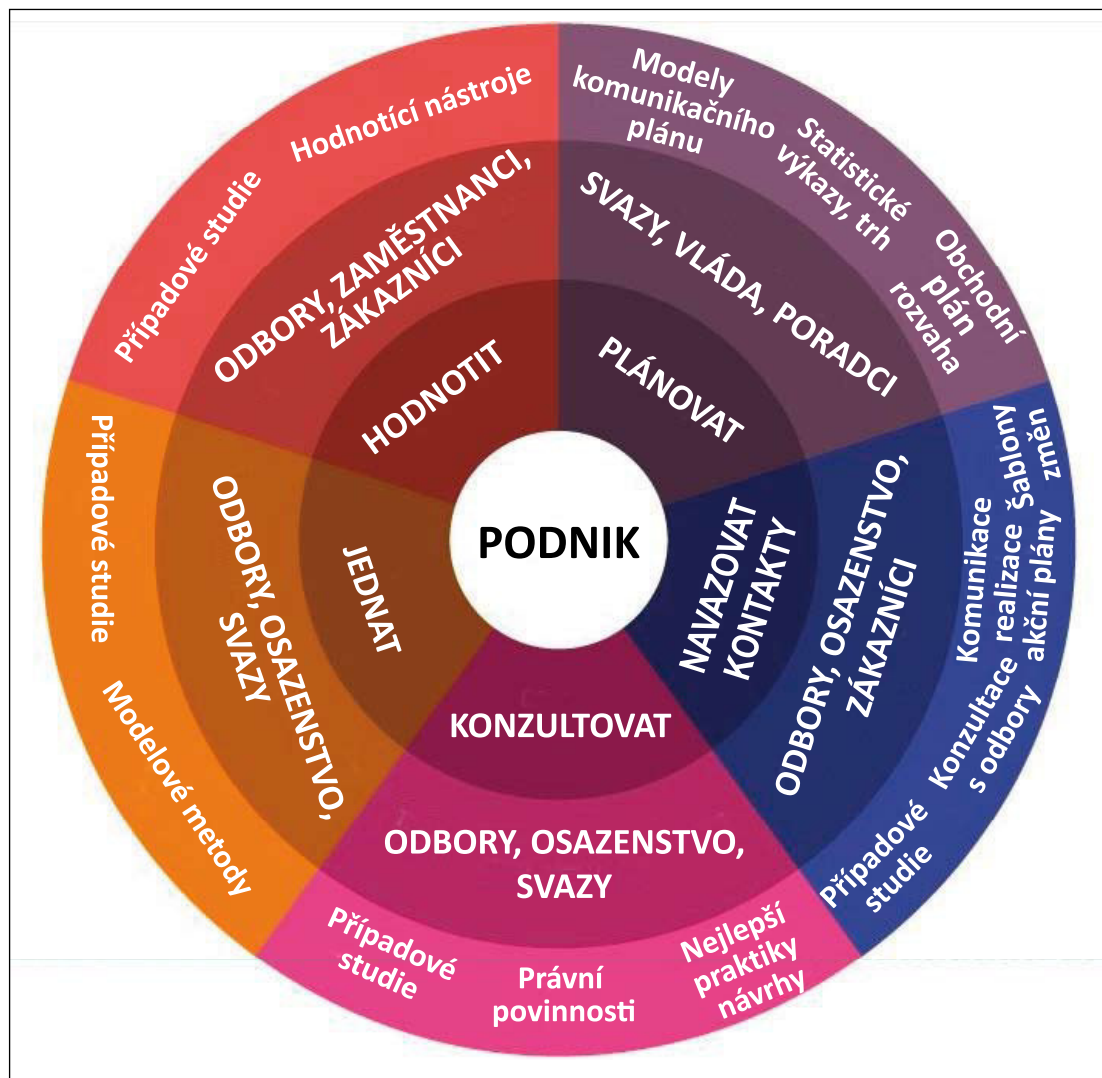 PODNIK
PLÁNOVAT
SVAZY, VLÁDA, PORADCI
Modely
komunikačního
plánu
Statistické
výkazy, trh
Obchodní
plán
rozvaha
NAVAZOVAT
KONTAKTY
ODBORY, OSAZENSTVO,
ZÁKAZNÍCI
Šablony
změn
Komunikace
realizace
akční plány
Konzultace
s odbory
Případové
studie
KONZULTOVAT
ODBORY, OSAZENSTVO,
SVAZY
Nejlepší
praktiky
návrhy
Právní
povinnosti
Případové
studie
JEDNAT
ODBORY, OSAZENSTVO,
SVAZY
Modelové metody
Případové studie
HODNOTIT
ODBORY, ZAMĚSTNANCI,
ZÁKAZNÍCI
Případové studie
Hodnotící nástroje